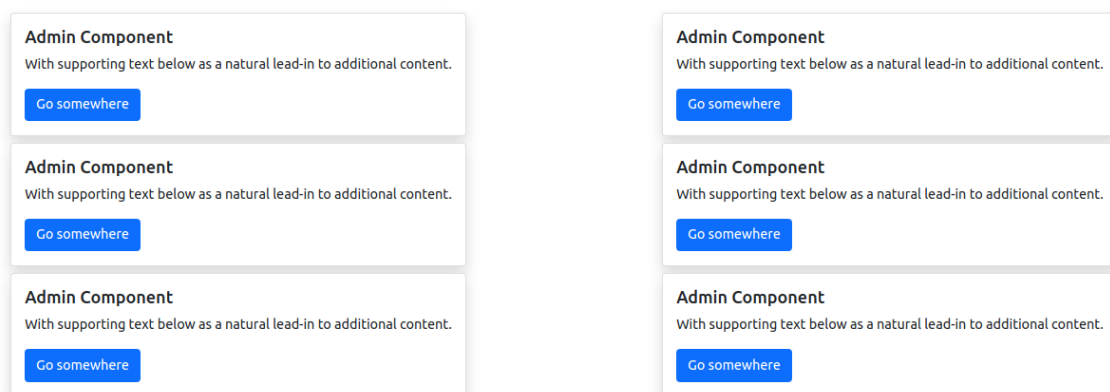 Admin Component
With supporting text below as a natural lead-in to additional content.
Go somewhere
Admin Component
With supporting text below as a natural lead-in to additional content.
Go somewhere
Admin Component
With supporting text below as a natural lead-in to additional content.
Go somewhere
Admin Component
With supporting text below as a natural lead-in to additional content.
Go somewhere
Admin Component
With supporting text below as a natural lead-in to additional content.
Go somewhere
Admin Component
With supporting text below as a natural lead-in to additional content.
Go somewhere